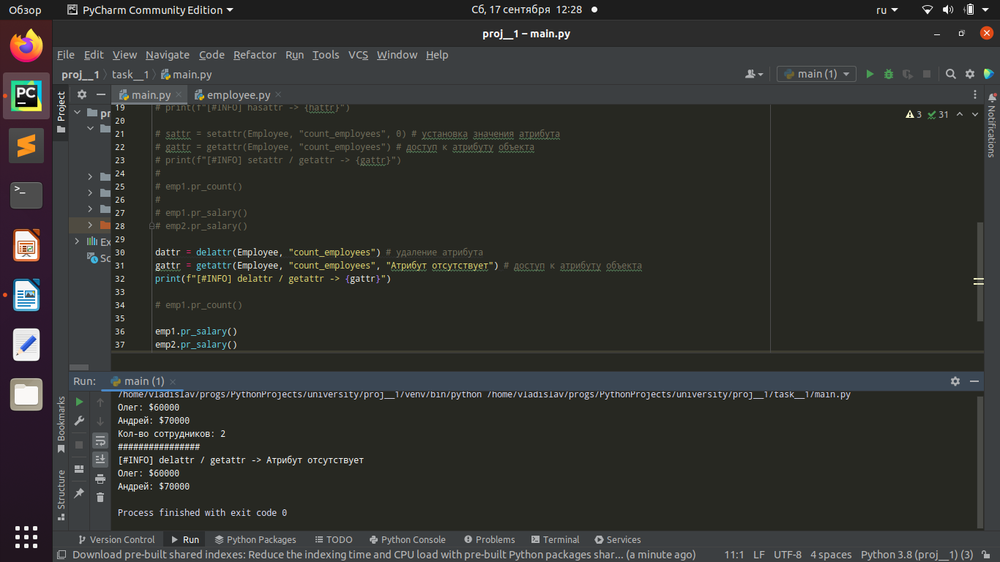 Обзор PyCharm Community Edition Сб, 17 сентября 12:28 ru
proj__1 – main.py
File Edit View Navigate Code Refactor Run Tools VCS Window Help
proj__1 task__1 main.py main (1)
Project main.py employee.py
3 31
Notifications
pr
Ex
Sc
19 # print(f"[#INFO] hasattr -> {hattr}")
20
21 # sattr = setattr(Employee, "count_employees", 0) # установка значения атрибута
22 # gattr = getattr(Employee, "count_employees") # доступ к атрибуту объекта
23 # print(f"[#INFO] setattr / getattr -> {gattr}")
24 #
25 # emp1.pr_count()
26 #
27 # emp1.pr_salary()
28 # emp2.pr_salary()
29
30 dattr = delattr(Employee, "count_employees") # удаление атрибута
31 gattr = getattr(Employee, "count_employees", "Атрибут отсутствует") # доступ к атрибуту объекта
32 print(f"[#INFO] delattr / getattr -> {gattr}")
33
34 # emp1.pr_count()
35
36 emp1.pr_salary()
37 emp2.pr_salary()
Run: main (1)
/home/vladislav/progs/PythonProjects/university/proj__1/venv/bin/python /home/vladislav/progs/PythonProjects/university/proj__1/task__1/main.py
Олег: $60000
Андрей: $70000
Кол-во сотрудников: 2
################
[#INFO] delattr / getattr -> Атрибут отсутствует
Олег: $60000
Андрей: $70000
Process finished with exit code 0
Bookmarks
Structure
Version Control Run Python Packages TODO Python Console Problems Terminal Services
Download pre-built shared indexes: Reduce the indexing time and CPU load with pre-built Python packages shar... (a minute ago) 11:1 LF UTF-8 4 spaces Python 3.8 (proj__1) (3)